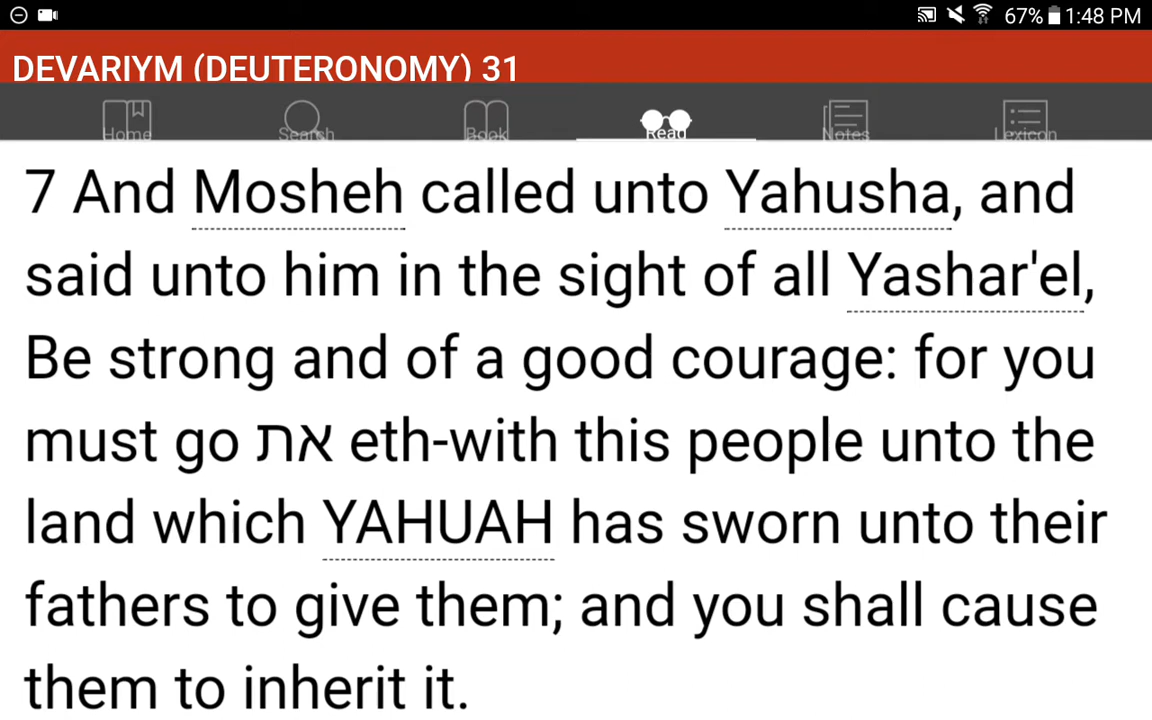 67% 1:48 PM
DEVARIYM (DEUTERONOMY) 31
Home Search Book Read Notes Lexicon
7 And Mosheh called unto Yahusha, and
said unto him in the sight of all Yashar'el,
Be strong and of a good courage: for you
must go את eth-with this people unto the
land which YAHUAH has sworn unto their
fathers to give them; and you shall cause
them to inherit it.